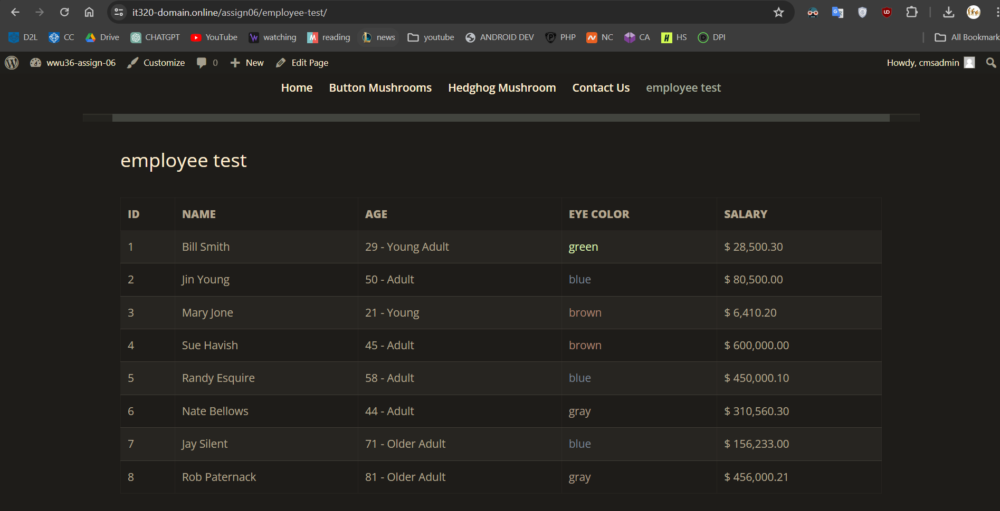 it320-domain.online/assign06/employee-test/
D2L CC Drive CHATGPT YouTube watching reading news youtube ANDROID DEV PHP NC CA HS DPI All Bookmark
wwu36-assign-06 Customize 0 New Edit Page Howdy, cmsadmin
Home Button Mushrooms Hedghog Mushroom Contact Us employee test
employee test
ID NAME AGE EYE COLOR SALARY
1 Bill Smith 29 - Young Adult green $ 28,500.30
2 Jin Young 50 - Adult blue $ 80,500.00
3 Mary Jone 21 - Young brown $ 6,410.20
4 Sue Havish 45 - Adult brown $ 600,000.00
5 Randy Esquire 58 - Adult blue $ 450,000.10
6 Nate Bellows 44 - Adult gray $ 310,560.30
7 Jay Silent 71 - Older Adult blue $ 156,233.00
8 Rob Paternack 81 - Older Adult gray $ 456,000.21